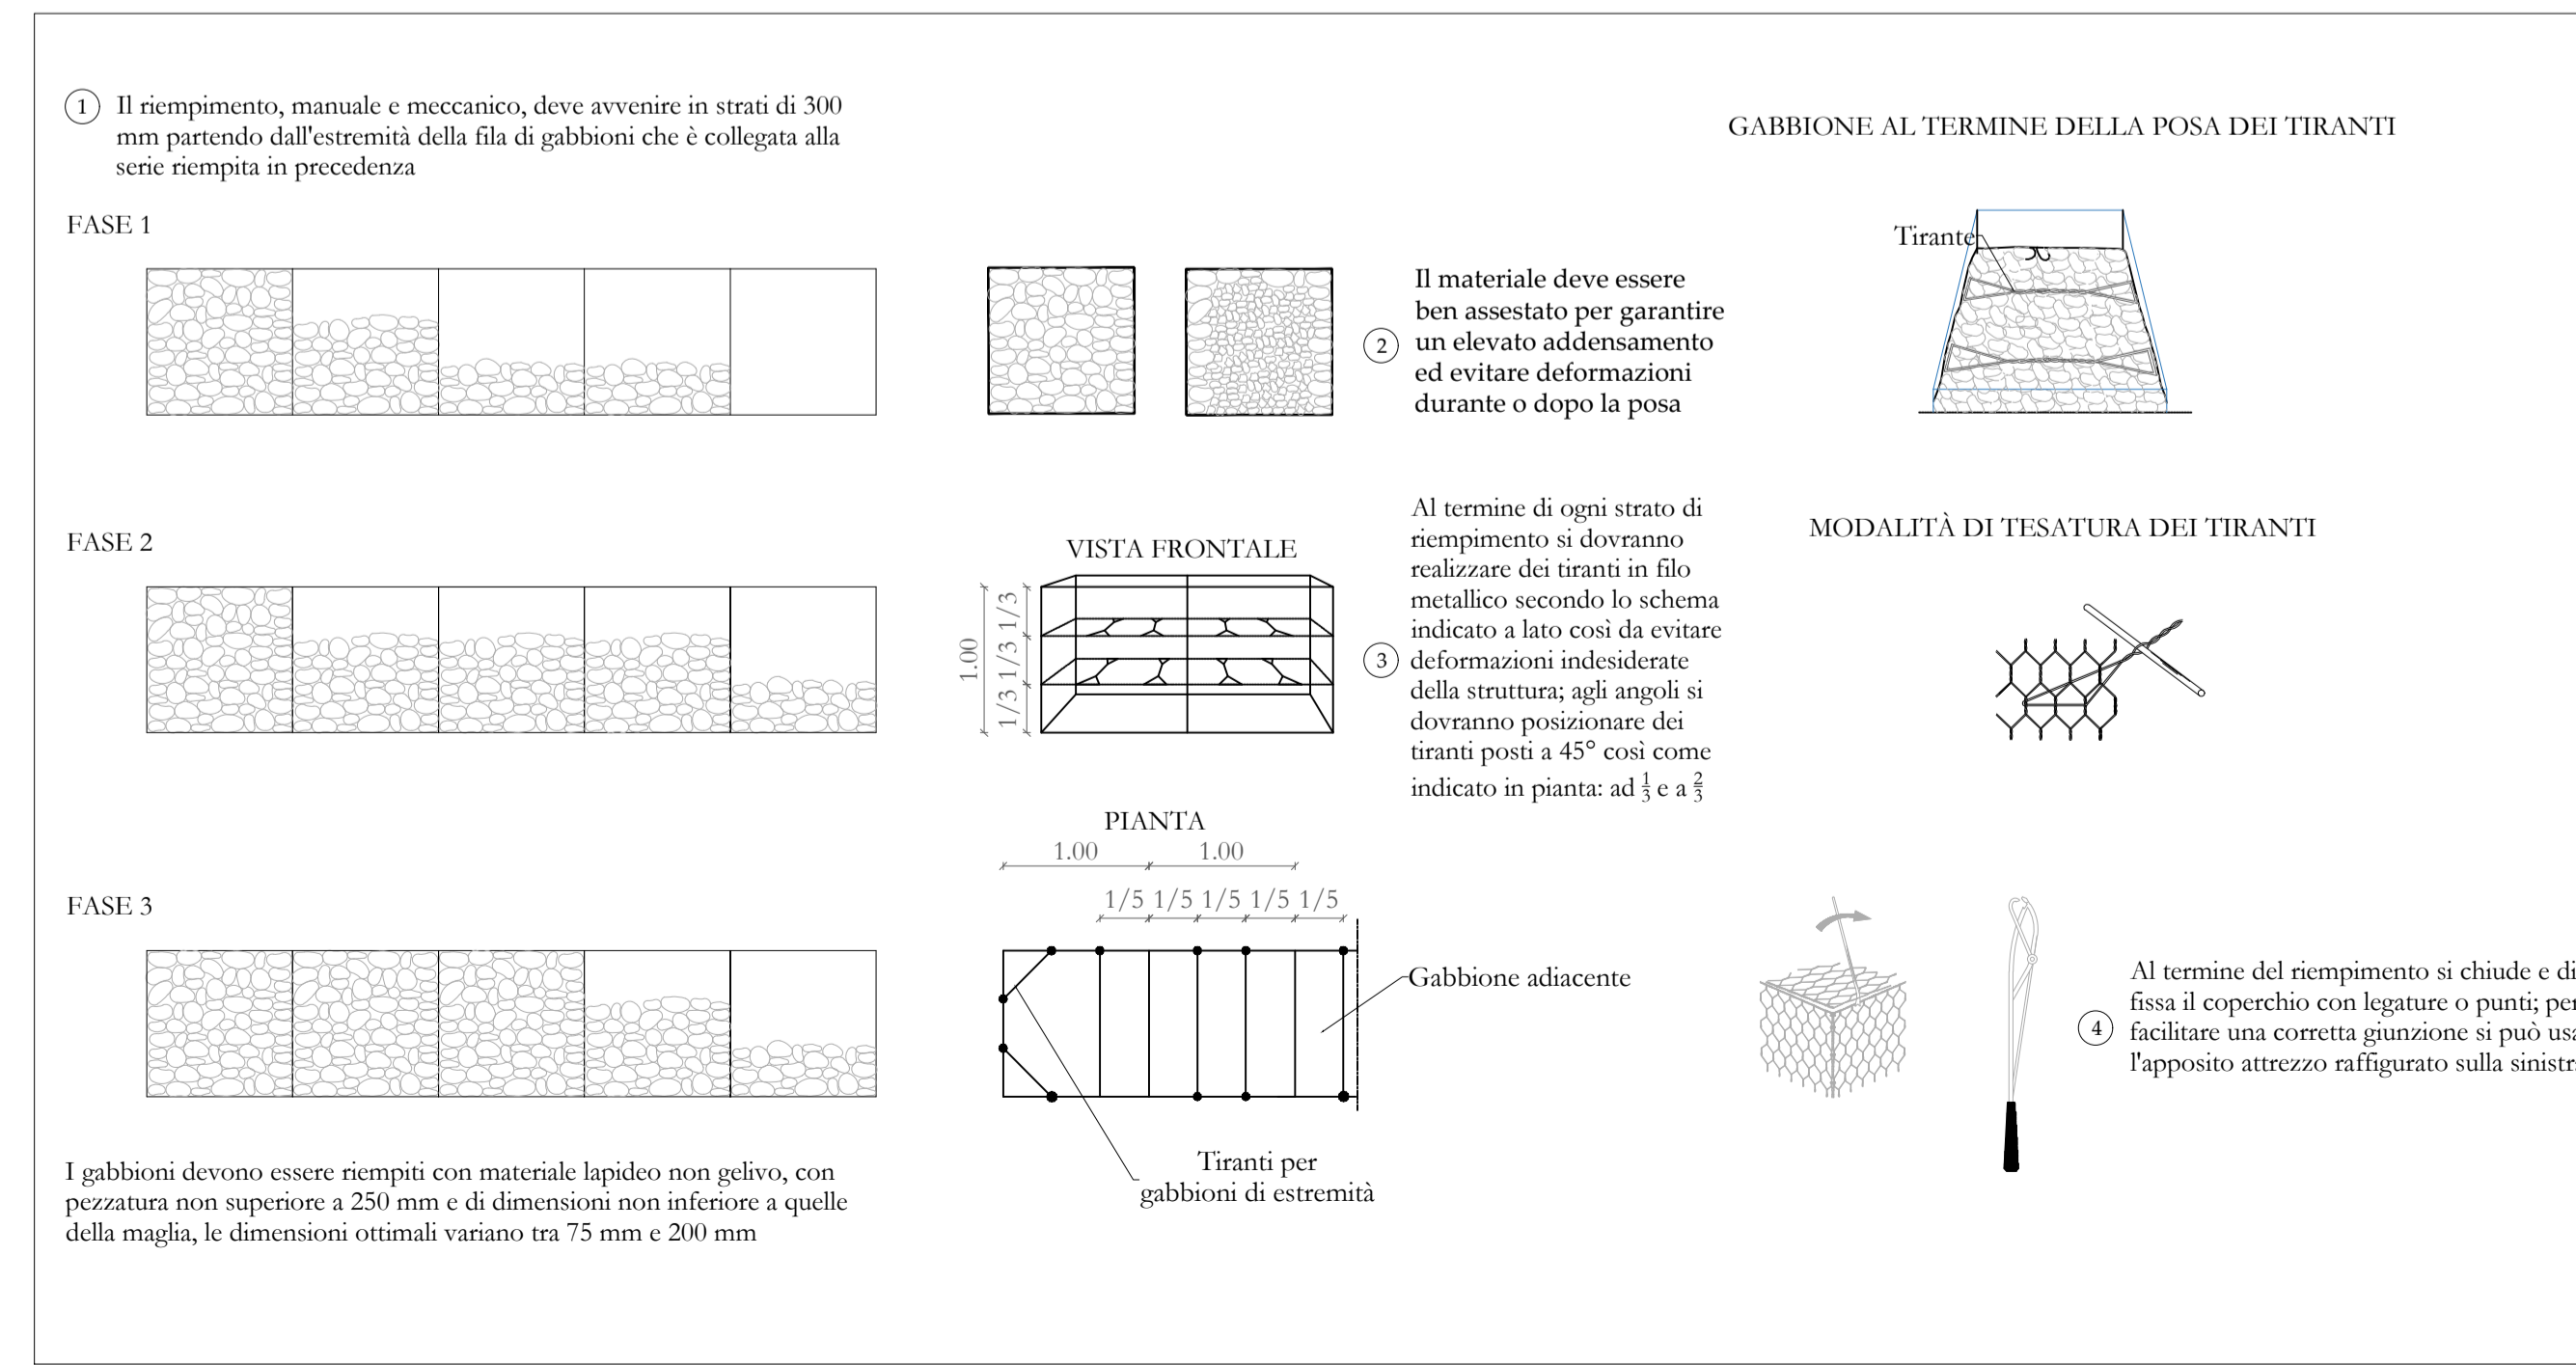 1
Il riempimento, manuale e meccanico, deve avvenire in strati di 300
mm partendo dall'estremità della fila di gabbioni che è collegata alla
serie riempita in precedenza
FASE 1
FASE 2
FASE 3
I gabbioni devono essere riempiti con materiale lapideo non gelivo, con
pezzatura non superiore a 250 mm e di dimensioni non inferiore a quelle
della maglia, le dimensioni ottimali variano tra 75 mm e 200 mm
2
Il materiale deve essere
ben assestato per garantire
un elevato addensamento
ed evitare deformazioni
durante o dopo la posa
VISTA FRONTALE
1.00
1/3 1/3 1/3
3
Al termine di ogni strato di
riempimento si dovranno
realizzare dei tiranti in filo
metallico secondo lo schema
indicato a lato così da evitare
deformazioni indesiderate
della struttura; agli angoli si
dovranno posizionare dei
tiranti posti a 45° così come
indicato in pianta: ad 1/3 e a 2/3
PIANTA
1.00 1.00
1/5 1/5 1/5 1/5 1/5
Gabbione adiacente
Tiranti per
gabbioni di estremità
GABBIONE AL TERMINE DELLA POSA DEI TIRANTI
Tirante
MODALITÀ DI TESATURA DEI TIRANTI
4
Al termine del riempimento si chiude e di
fissa il coperchio con legature o punti; per
facilitare una corretta giunzione si può
l'apposito attrezzo raffigurato sulla